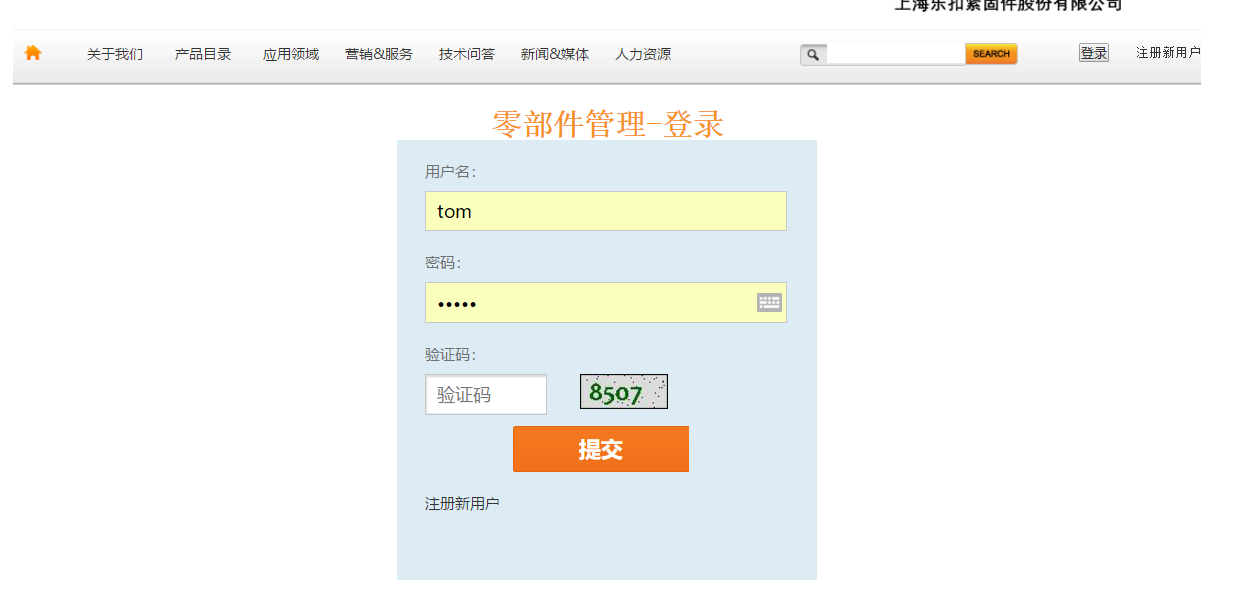 上海东扣紧固件股份有限公司
关于我们 产品目录 应用领域 营销&服务 技术问答 新闻&媒体 人力资源 SEARCH 登录 注册新用户
零部件管理-登录
用户名:
tom
密码:
•••••
验证码:
验证码 8507
提交
注册新用户